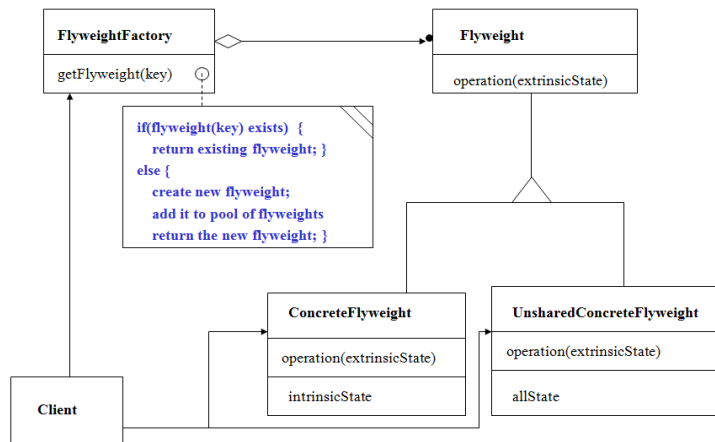 FlyweightFactory
getFlyweight(key)
Flyweight
operation(extrinsicState)
if(flyweight(key) exists) {
return existing flyweight; }
else {
create new flyweight;
add it to pool of flyweights
return the new flyweight; }
ConcreteFlyweight
operation(extrinsicState)
intrinsicState
UnsharedConcreteFlyweight
operation(extrinsicState)
allState
Client